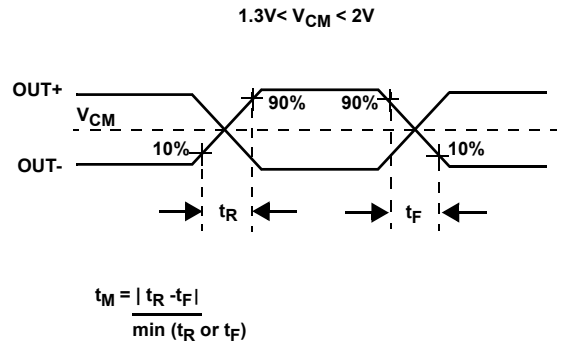 1.3V< VCM < 2V
OUT+
90% 90%
VCM
10% 10%
OUT-
tR tF
tM = | tR -tF|
min (tR or tF)